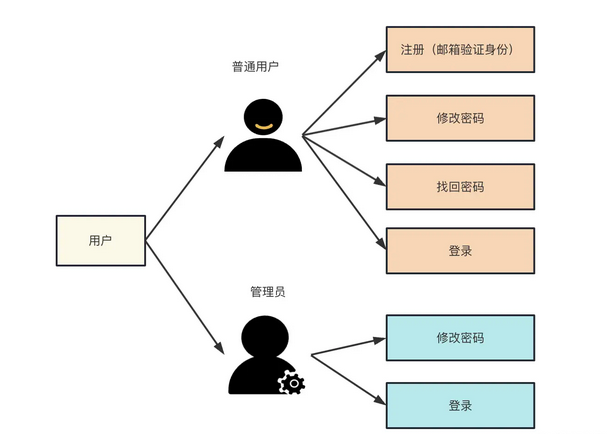 普通用户
注册（邮箱验证身份）
修改密码
找回密码
用户
登录
管理员
修改密码
登录